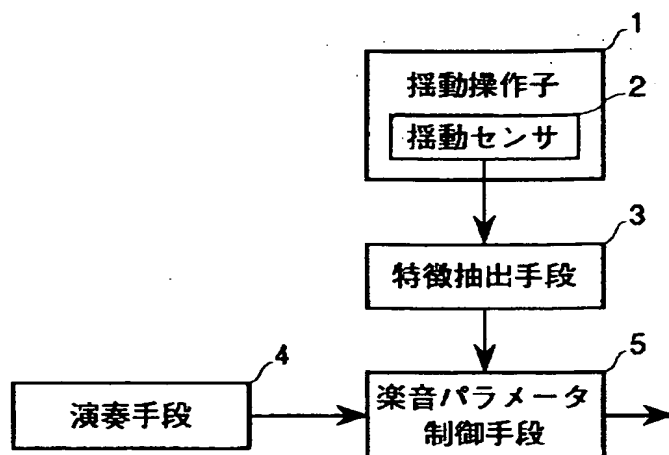 1
揺動操作子
2
揺動センサ
3
特徴抽出手段
4
演奏手段
5
楽音パラメータ
制御手段